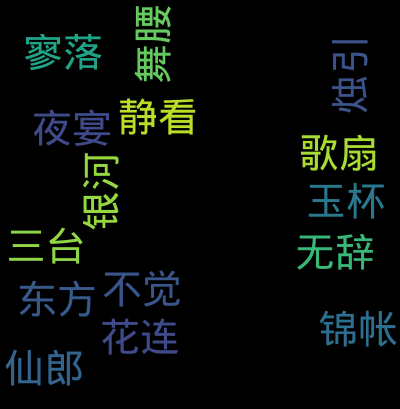 寥落
舞腰
烛引
夜宴
静看
歌扇
银河
玉杯
三台
无辞
东方
不觉
花连
锦帐
仙郎